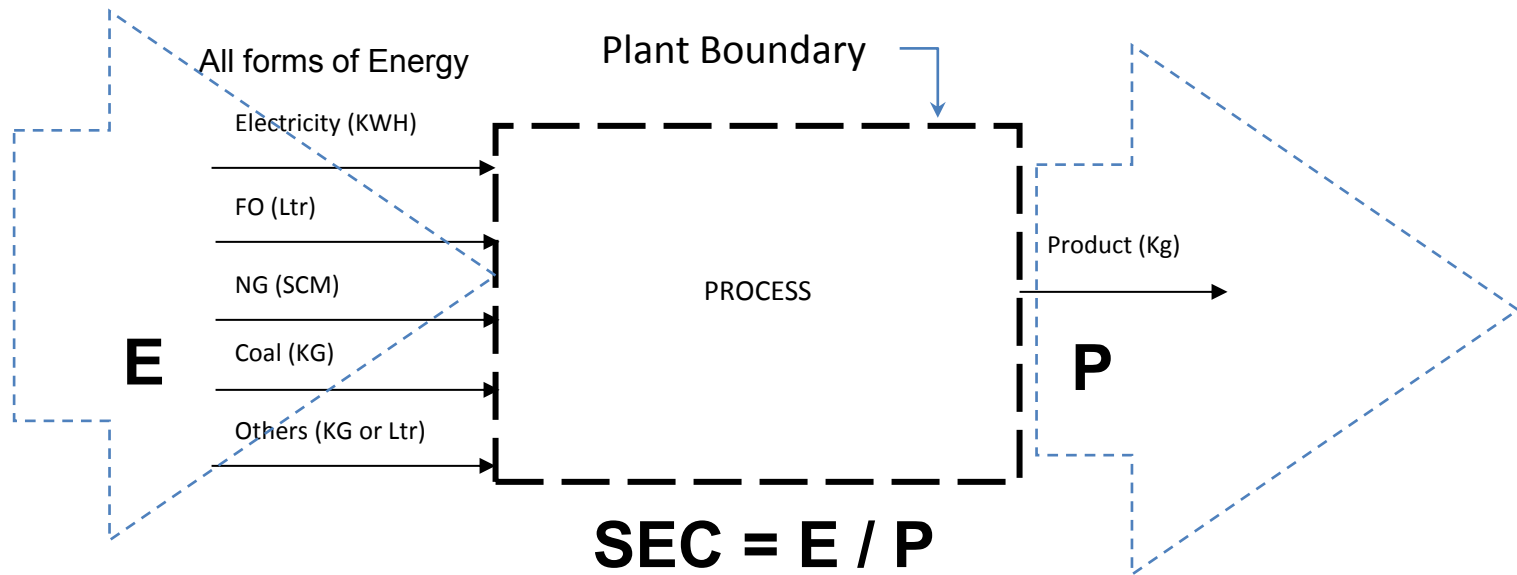 All forms of Energy
Plant Boundary
Electricity (KWH)
FO (Ltr)
NG (SCM)
Coal (KG)
Others (KG or Ltr)
E
PROCESS
Product (Kg)
P
SEC = E / P